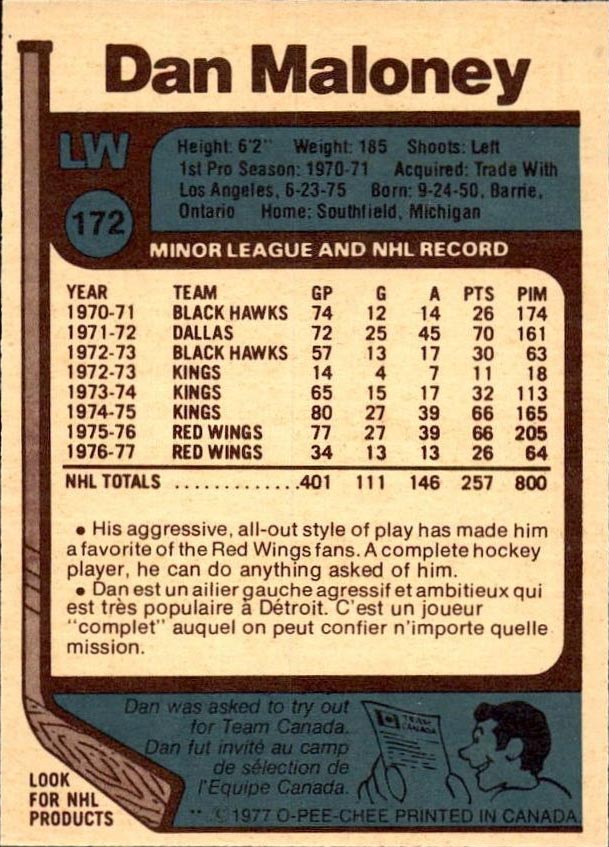 Dan Maloney
LW
172
Height: 6'2" Weight: 185 Shoots: Left
1st Pro Season: 1970-71 Acquired: Trade With
Los Angeles, 6-23-75 Born: 9-24-50, Barrie,
Ontario Home: Southfield, Michigan
MINOR LEAGUE AND NHL RECORD
YEAR TEAM GP G A PTS PIM
1970-71 BLACK HAWKS 74 12 14 26 174
1971-72 DALLAS 72 25 45 70 161
1972-73 BLACK HAWKS 57 13 17 30 63
1972-73 KINGS 14 4 7 11 18
1973-74 KINGS 65 15 17 32 113
1974-75 KINGS 80 27 39 66 165
1975-76 RED WINGS 77 27 39 66 205
1976-77 RED WINGS 34 13 13 26 64
NHL TOTALS .............401 111 146 257 800
• His aggressive, all-out style of play has made him
a favorite of the Red Wings fans. A complete hockey
player, he can do anything asked of him.
• Dan est un ailier gauche agressif et ambitieux qui
est très populaire à Détroit. C'est un joueur
"complet" auquel on peut confier n'importe quelle
mission.
Dan was asked to try out
for Team Canada.
Dan fut invité au camp
de sélection de
l'Equipe Canada.
TEAM
CANADA
LOOK
FOR NHL
PRODUCTS
** ©1977 O-PEE-CHEE PRINTED IN CANADA